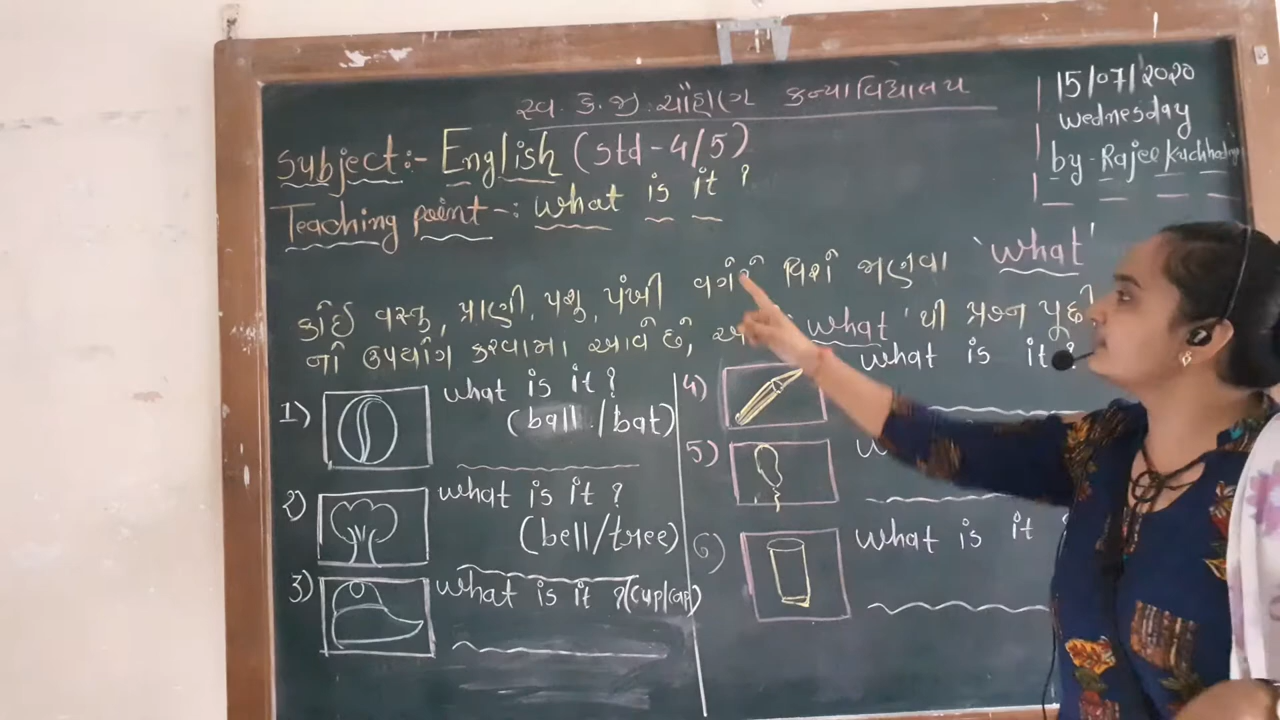 સ્વ. કે. જી. ચૌહાણ કન્યાવિદ્યાલય
15/07/2020
wednesday
by - Rajee
Subject:- English (std - 4/5)
Teaching point -: what is it ?
કોઈ વસ્તુ, પ્રાણી, પશુ, પંખી વગેરે વિશે જાણવા 'what'
નો ઉપયોગ કરવામાં આવે છે, 'what' થી પ્રશ્ન
1) what is it ?
(ball / bat)
2) what is it ?
(bell/tree)
3) what is it ? (cup/cap)
4) what is it ?
5)
6) what is it ?